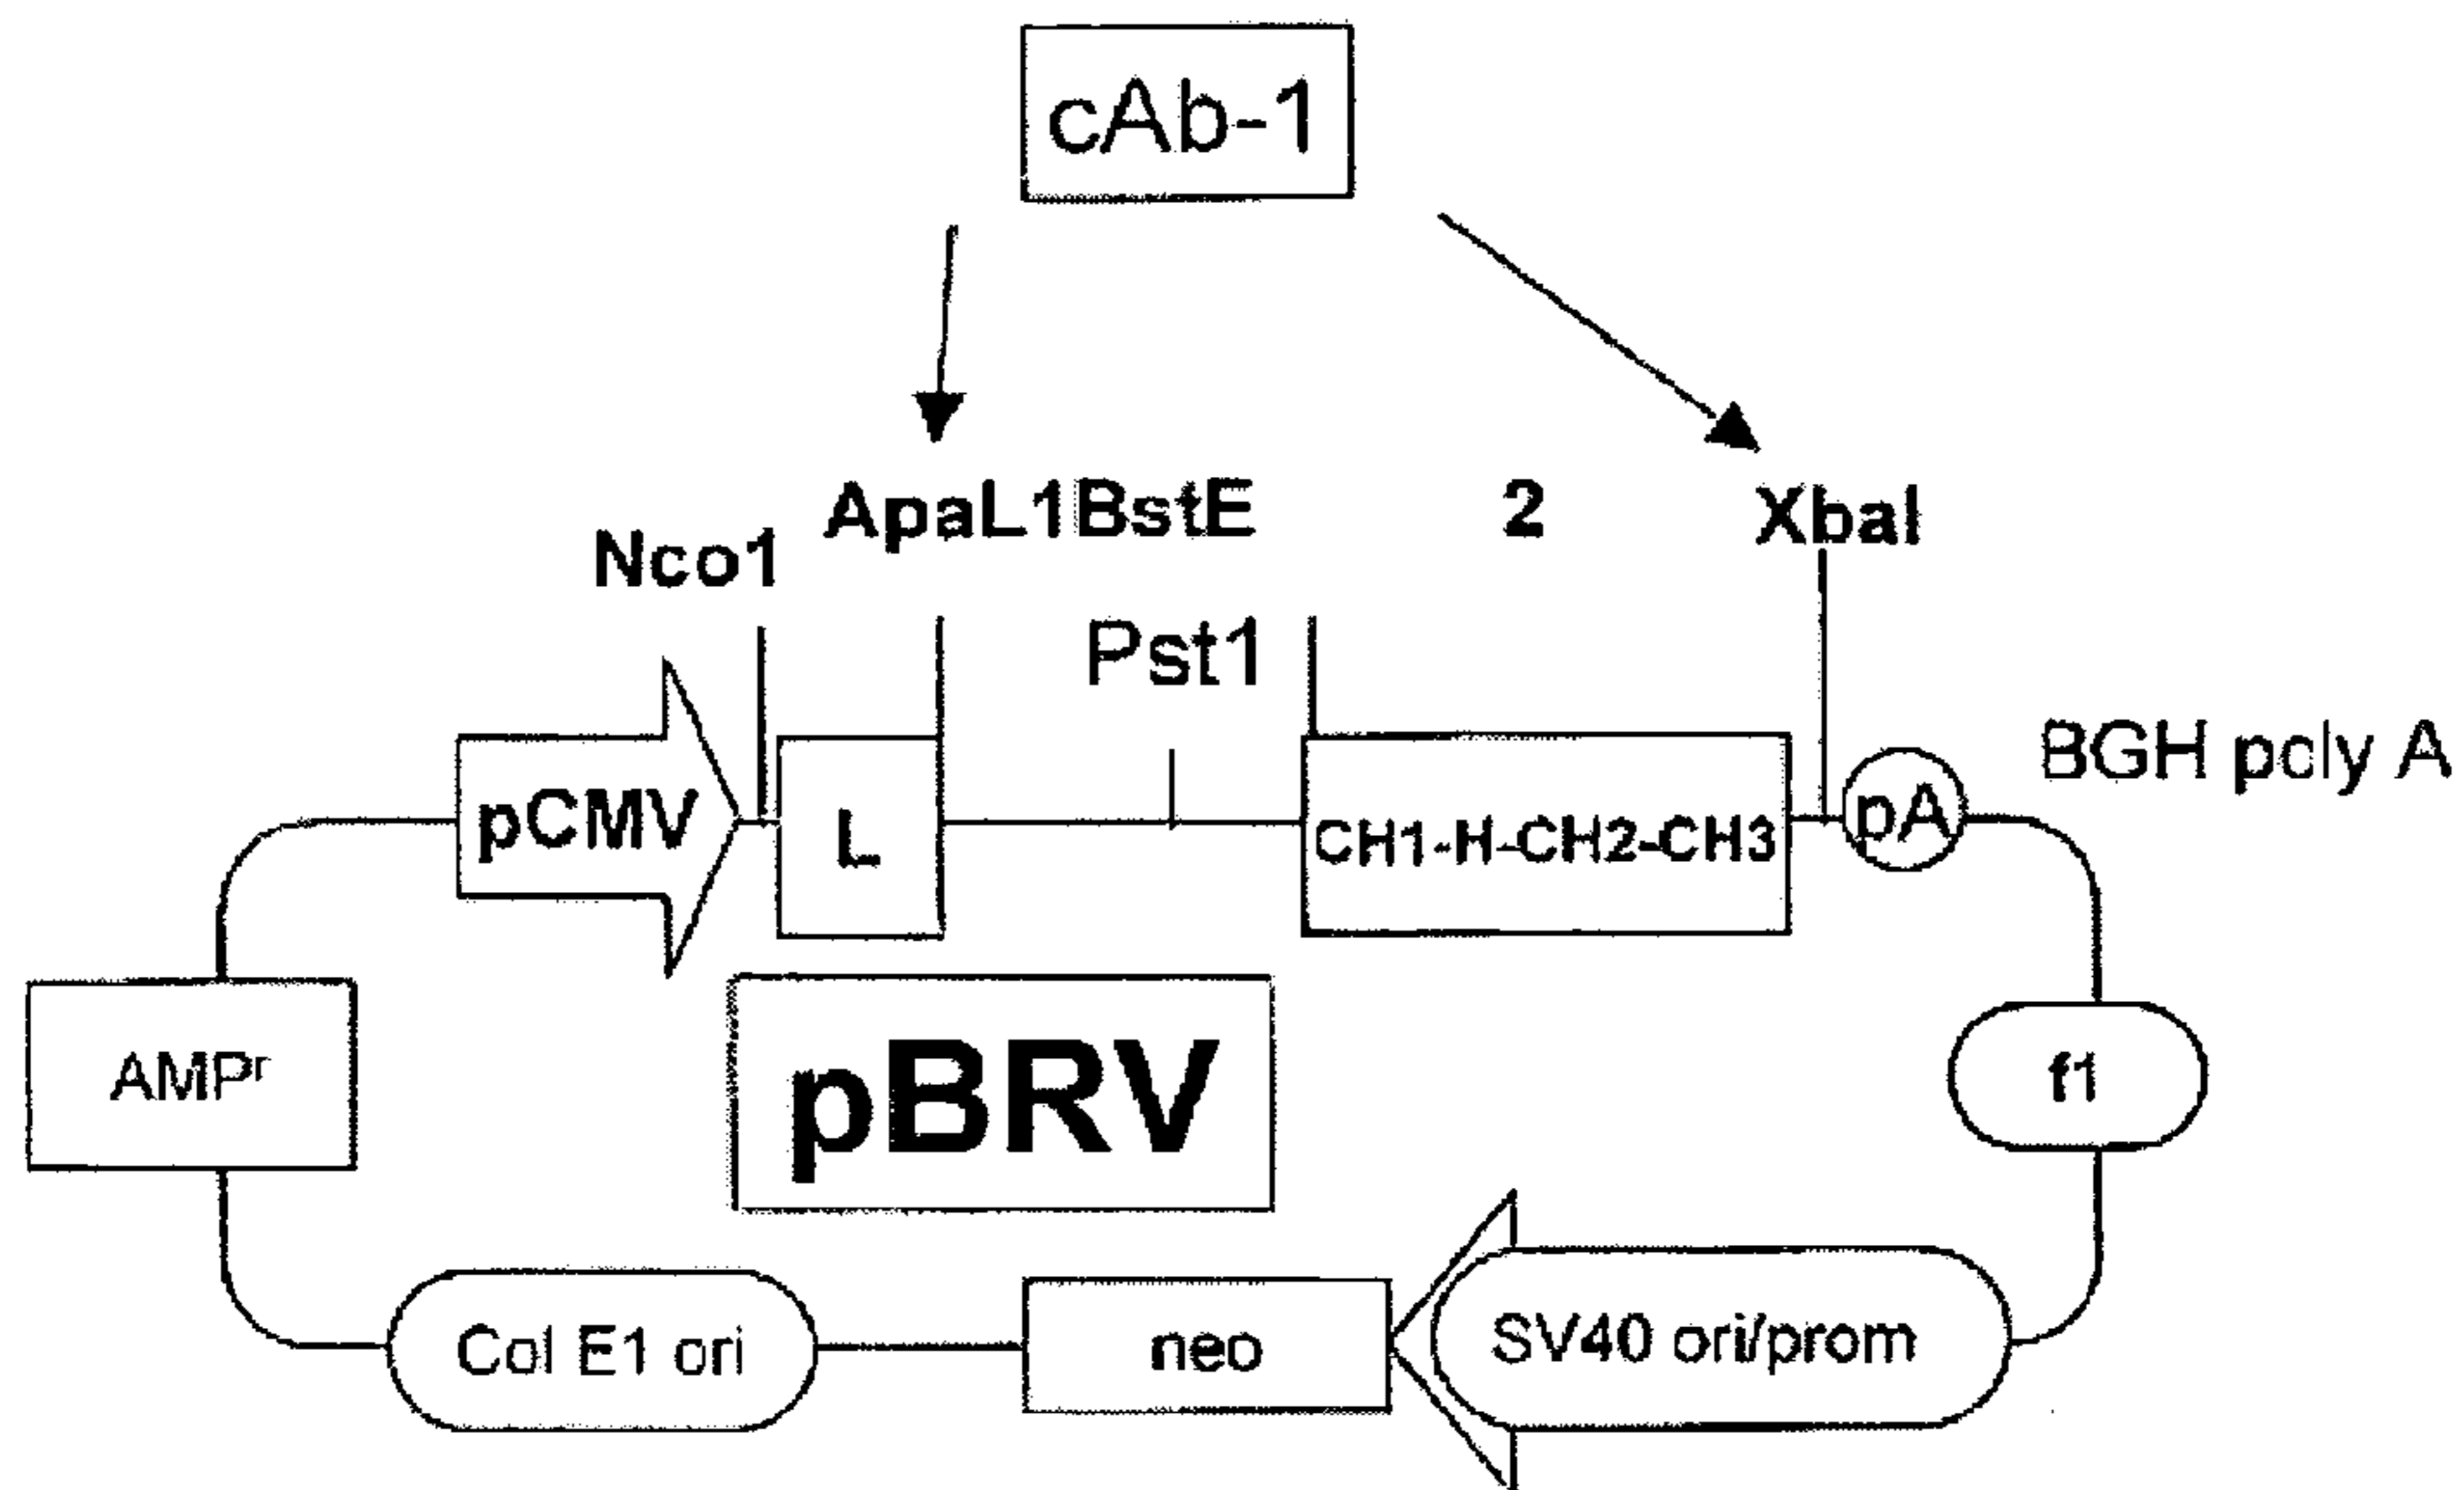 cAb-1
ApaL1BstE 2 XbaI
Nco1
Pst1
BGH poly A
pCMV
L
CH1-H-CH2-CH3
pA
AMPr
pBRV
f1
Col E1 ori
neo
SV40 ori/prom